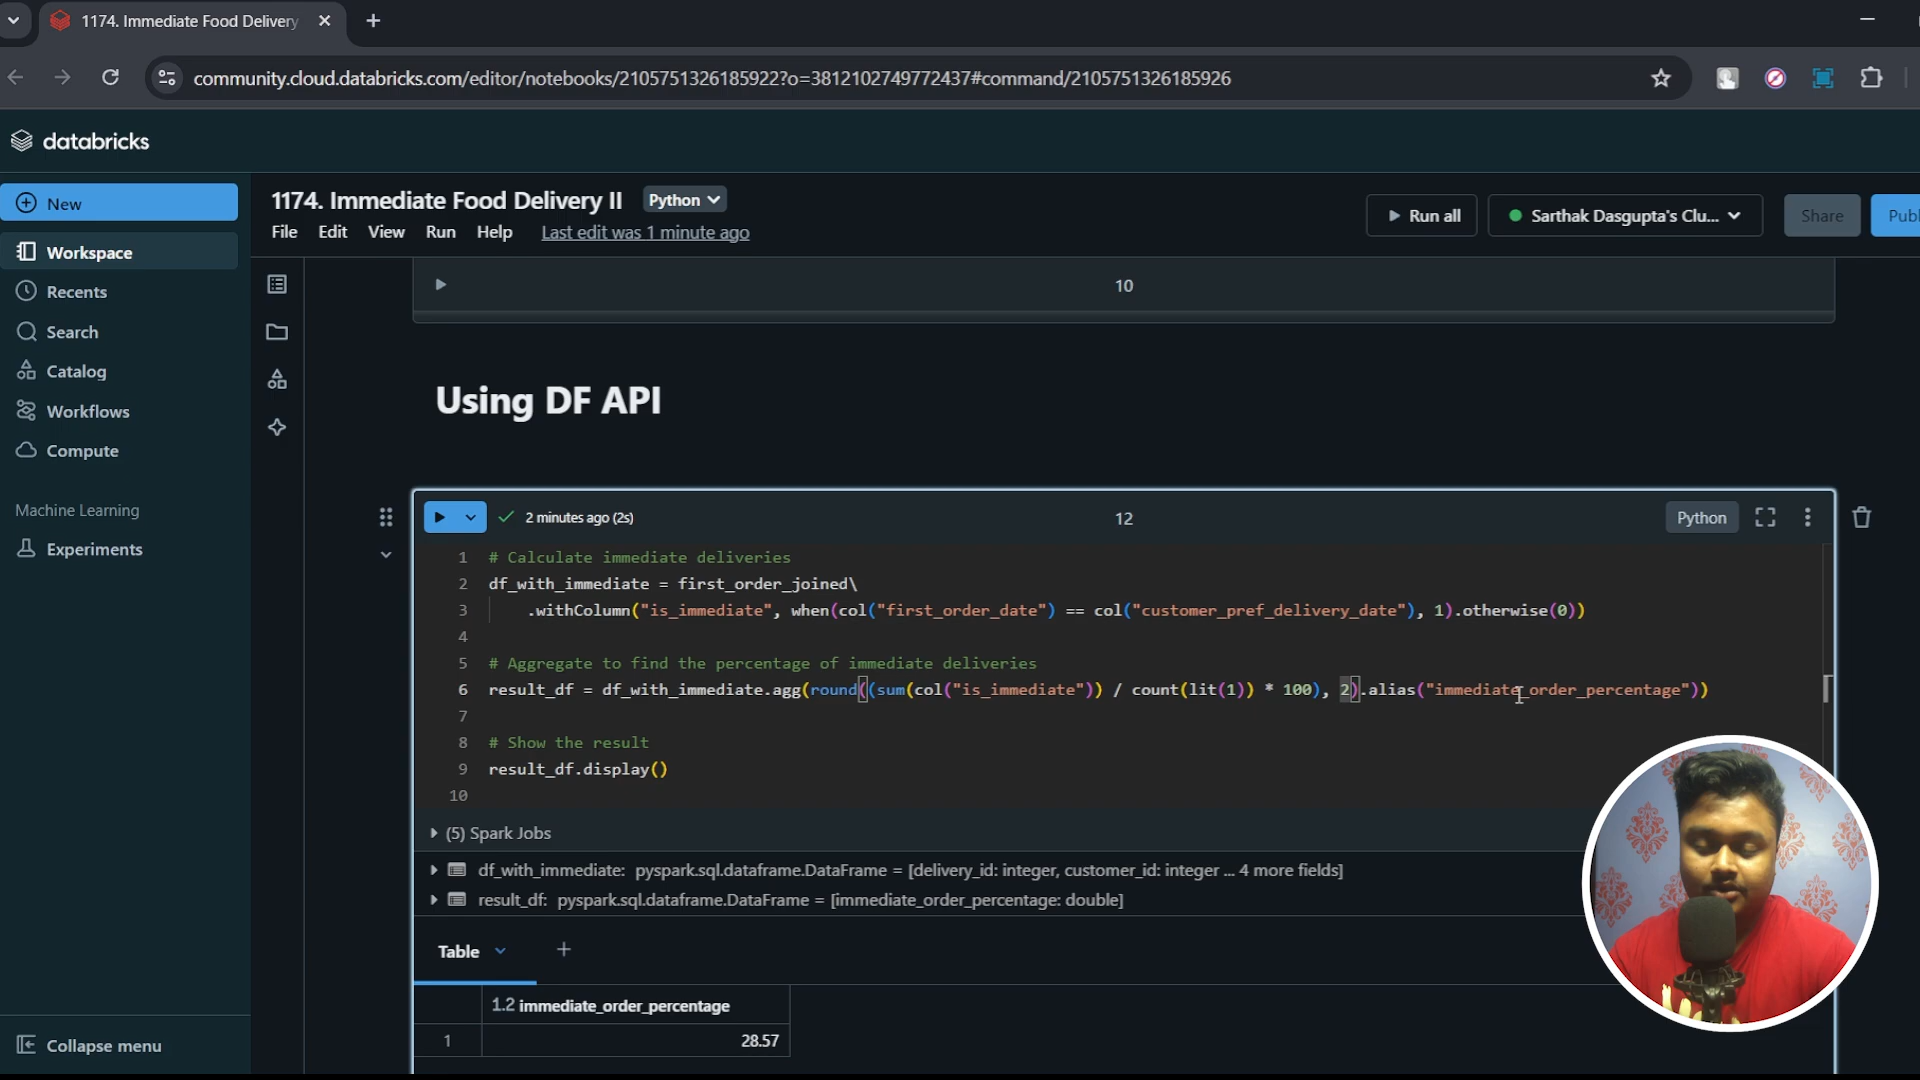 1174. Immediate Food Delivery
community.cloud.databricks.com/editor/notebooks/2105751326185922?o=3812102749772437#command/2105751326185926
databricks
New
Workspace
Recents
Search
Catalog
Workflows
Compute
Machine Learning
Experiments
Collapse menu
1174. Immediate Food Delivery II Python
File Edit View Run Help Last edit was 1 minute ago
Run all
Sarthak Dasgupta's Clu...
Share
Publ
10
Using DF API
2 minutes ago (2s)
12
Python
1 # Calculate immediate deliveries
2 df_with_immediate = first_order_joined\
3 .withColumn("is_immediate", when(col("first_order_date") == col("customer_pref_delivery_date"), 1).otherwise(0))
4
5 # Aggregate to find the percentage of immediate deliveries
6 result_df = df_with_immediate.agg(round((sum(col("is_immediate")) / count(lit(1)) * 100), 2).alias("immediate_order_percentage"))
7
8 # Show the result
9 result_df.display()
10
(5) Spark Jobs
df_with_immediate: pyspark.sql.dataframe.DataFrame = [delivery_id: integer, customer_id: integer ... 4 more fields]
result_df: pyspark.sql.dataframe.DataFrame = [immediate_order_percentage: double]
Table
1.2 immediate_order_percentage
1 28.57